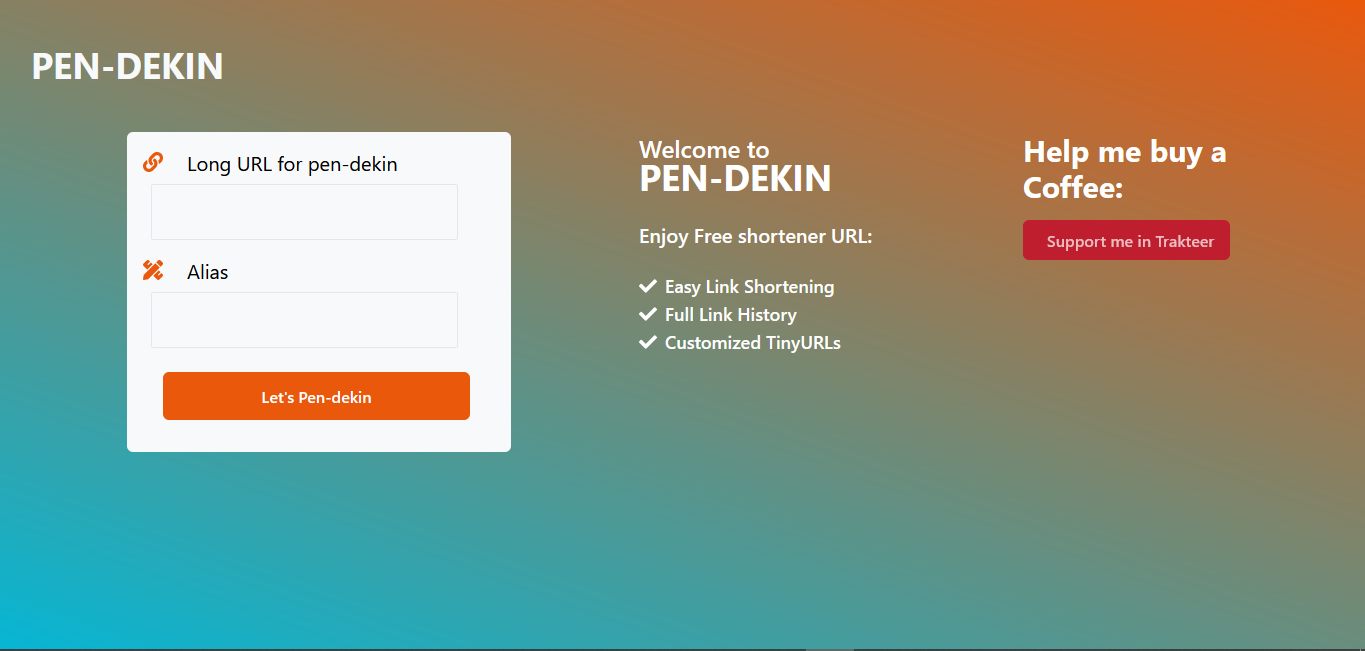 PEN-DEKIN
Long URL for pen-dekin
Alias
Let's Pen-dekin
Welcome to
PEN-DEKIN
Enjoy Free shortener URL:
Easy Link Shortening
Full Link History
Customized TinyURLs
Help me buy a
Coffee:
Support me in Trakteer